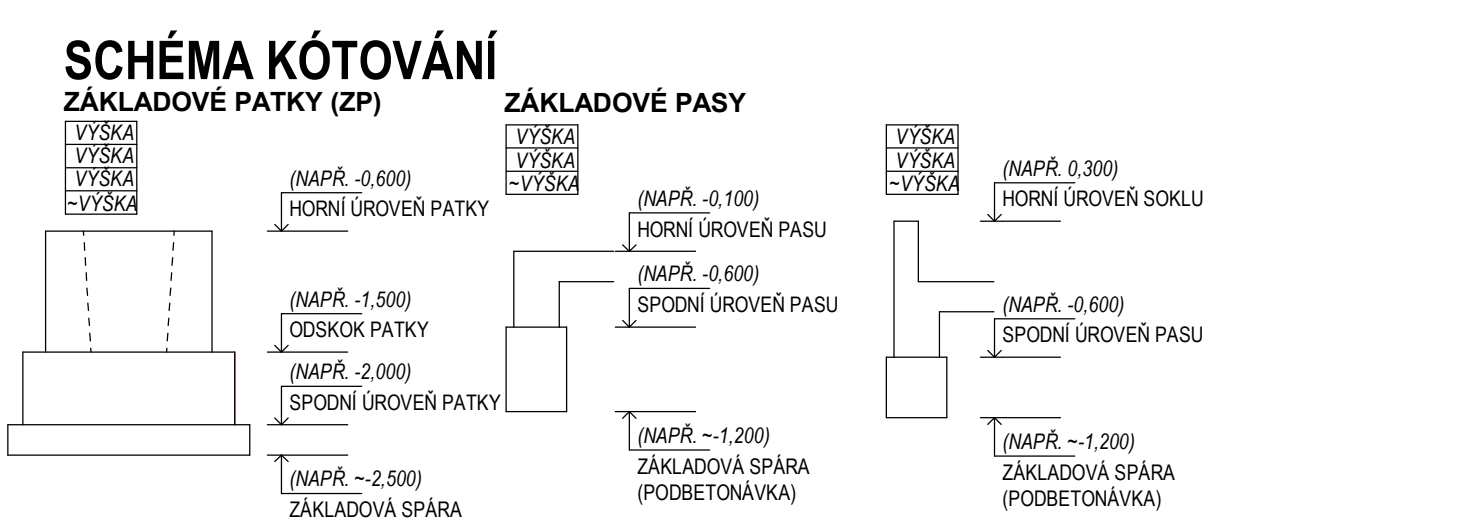 SCHÉMA KÓTOVÁNÍ
ZÁKLADOVÉ PATKY (ZP)
VÝŠKA
VÝŠKA
VÝŠKA
~VÝŠKA
(NAPŘ. -0,600)
HORNÍ ÚROVEŇ PATKY
(NAPŘ. -1,500)
ODSKOK PATKY
(NAPŘ. -2,000)
SPODNÍ ÚROVEŇ PATKY
(NAPŘ. ~-2,500)
ZÁKLADOVÁ SPÁRA
ZÁKLADOVÉ PASY
VÝŠKA
VÝŠKA
~VÝŠKA
(NAPŘ. -0,100)
HORNÍ ÚROVEŇ PASU
(NAPŘ. -0,600)
SPODNÍ ÚROVEŇ PASU
(NAPŘ. ~-1,200)
ZÁKLADOVÁ SPÁRA
(PODBETONÁVKA)
VÝŠKA
VÝŠKA
~VÝŠKA
(NAPŘ. 0,300)
HORNÍ ÚROVEŇ SOKLU
(NAPŘ. -0,600)
SPODNÍ ÚROVEŇ PASU
(NAPŘ. ~-1,200)
ZÁKLADOVÁ SPÁRA
(PODBETONÁVKA)